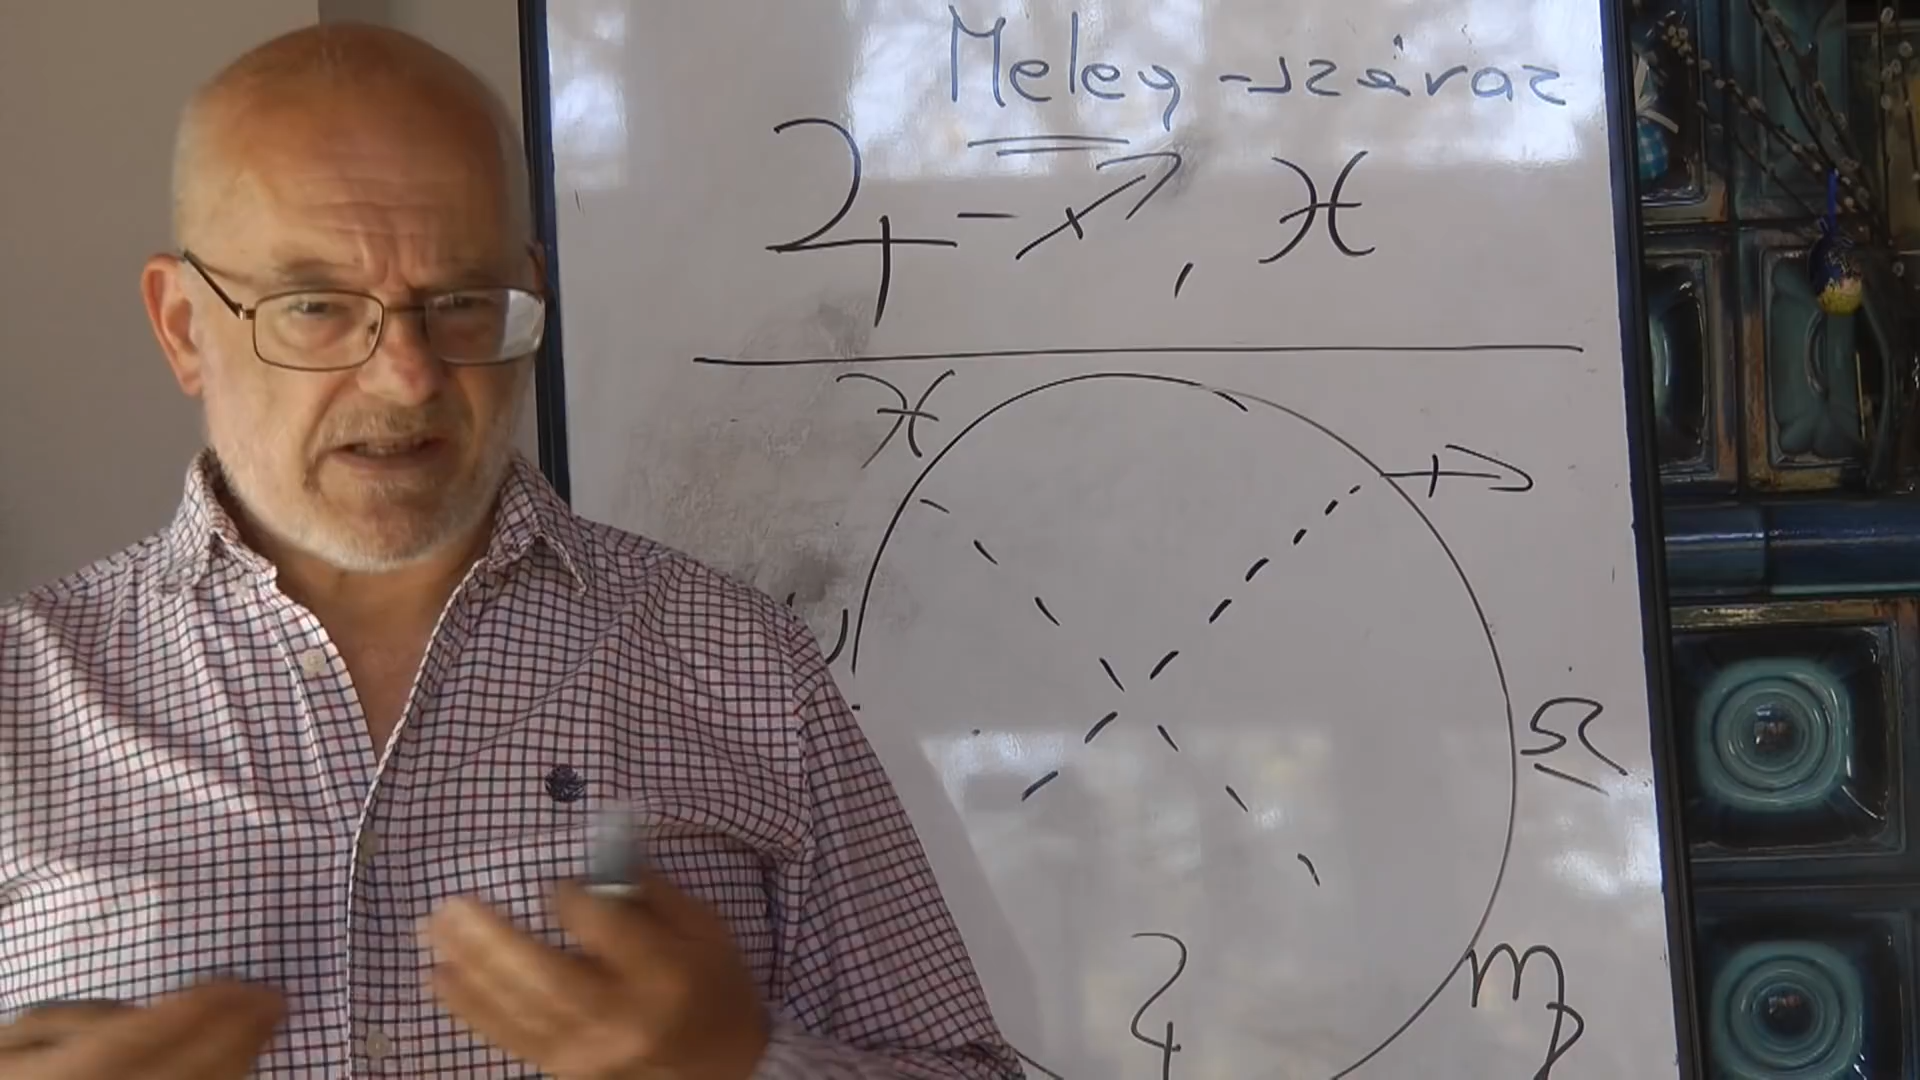 Meleg -száraz
♃ - ♐, ♓
♓
♎
♍
♃